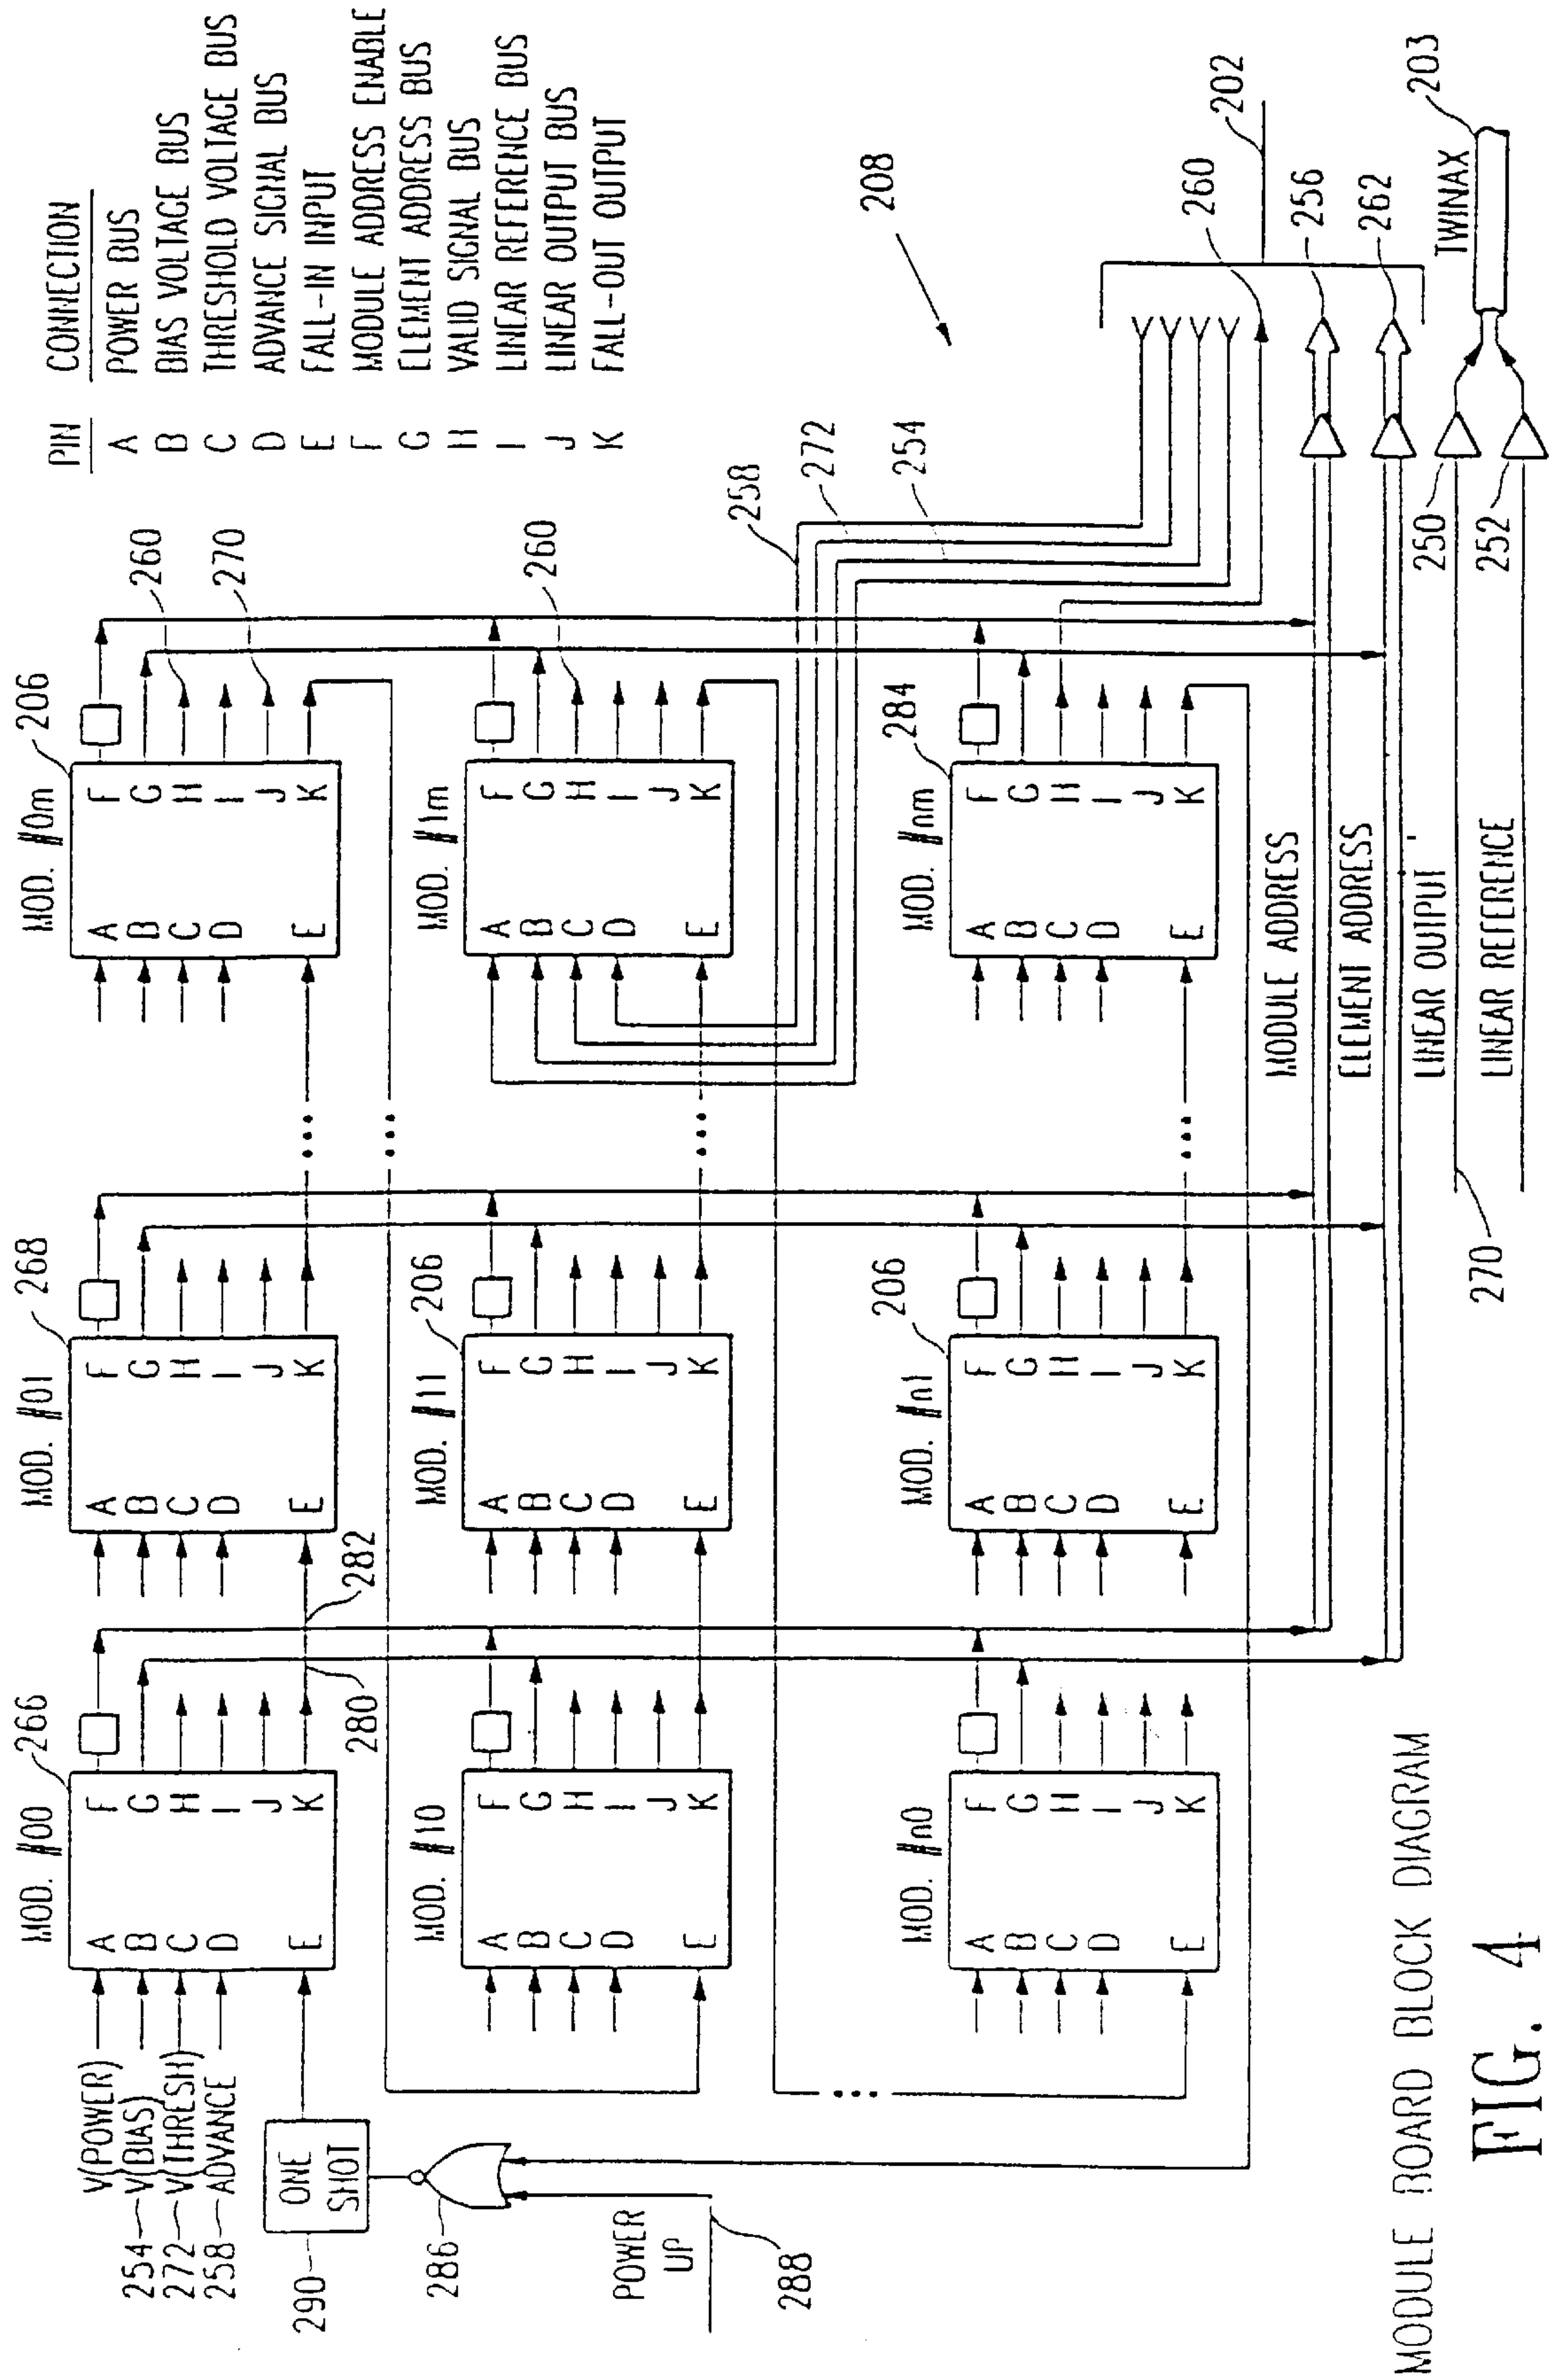 PIN CONNECTION
A POWER BUS
B BIAS VOLTAGE BUS
C THRESHOLD VOLTAGE BUS
D ADVANCE SIGNAL BUS
E FALL-IN INPUT
F MODULE ADDRESS ENABLE
G ELEMENT ADDRESS BUS
H VALID SIGNAL BUS
I LINEAR REFERENCE BUS
J LINEAR OUTPUT BUS
K FALL-OUT OUTPUT
V(POWER)
254 V(BIAS)
272 V(THRESH)
258 ADVANCE
290
ONE
SHOT
286
POWER
UP
288
MOD. #00
266
A
B
C
D
E
F
G
H
I
J
K
280
282
MOD. #01
268
A
B
C
D
E
F
G
H
I
J
K
MOD. #0m
206
A
B
C
D
E
F
G
H
I
J
K
260
270
MOD. #10
A
B
C
D
E
F
G
H
I
J
K
MOD. #11
206
A
B
C
D
E
F
G
H
I
J
K
MOD. #1m
A
B
C
D
E
F
G
H
I
J
K
260
258
272
254
208
202
260
256
262
MOD. #n0
A
B
C
D
E
F
G
H
I
J
K
MOD. #n1
206
A
B
C
D
E
F
G
H
I
J
K
MOD. #nm
284
A
B
C
D
E
F
G
H
I
J
K
MODULE ADDRESS
ELEMENT ADDRESS
LINEAR OUTPUT
LINEAR REFERENCE
270
250
252
TWINAX
203
MODULE BOARD BLOCK DIAGRAM
FIG. 4